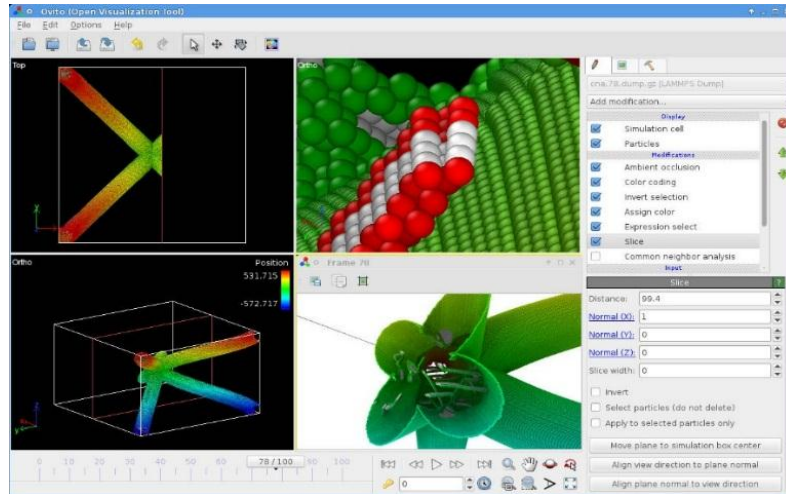 Ovito (Open Visualization Tool)
File Edit Options Help
Top
Ortho
Ortho
Position
531.715
-572.717
Frame 78
cna.78.dump.gz [LAMMPS Dump]
Add modification...
Display
Simulation cell
Particles
Modifications
Ambient occlusion
Color coding
Invert selection
Assign color
Expression select
Slice
Common neighbor analysis
Input
Slice
?
Distance: 99.4
Normal (X): 1
Normal (Y): 0
Normal (Z): 0
Slice width: 0
Invert
Select particles (do not delete)
Apply to selected particles only
Move plane to simulation box center
Align view direction to plane normal
Align plane normal to view direction
0 10 20 30 40 50 60 78/100 90 100
0